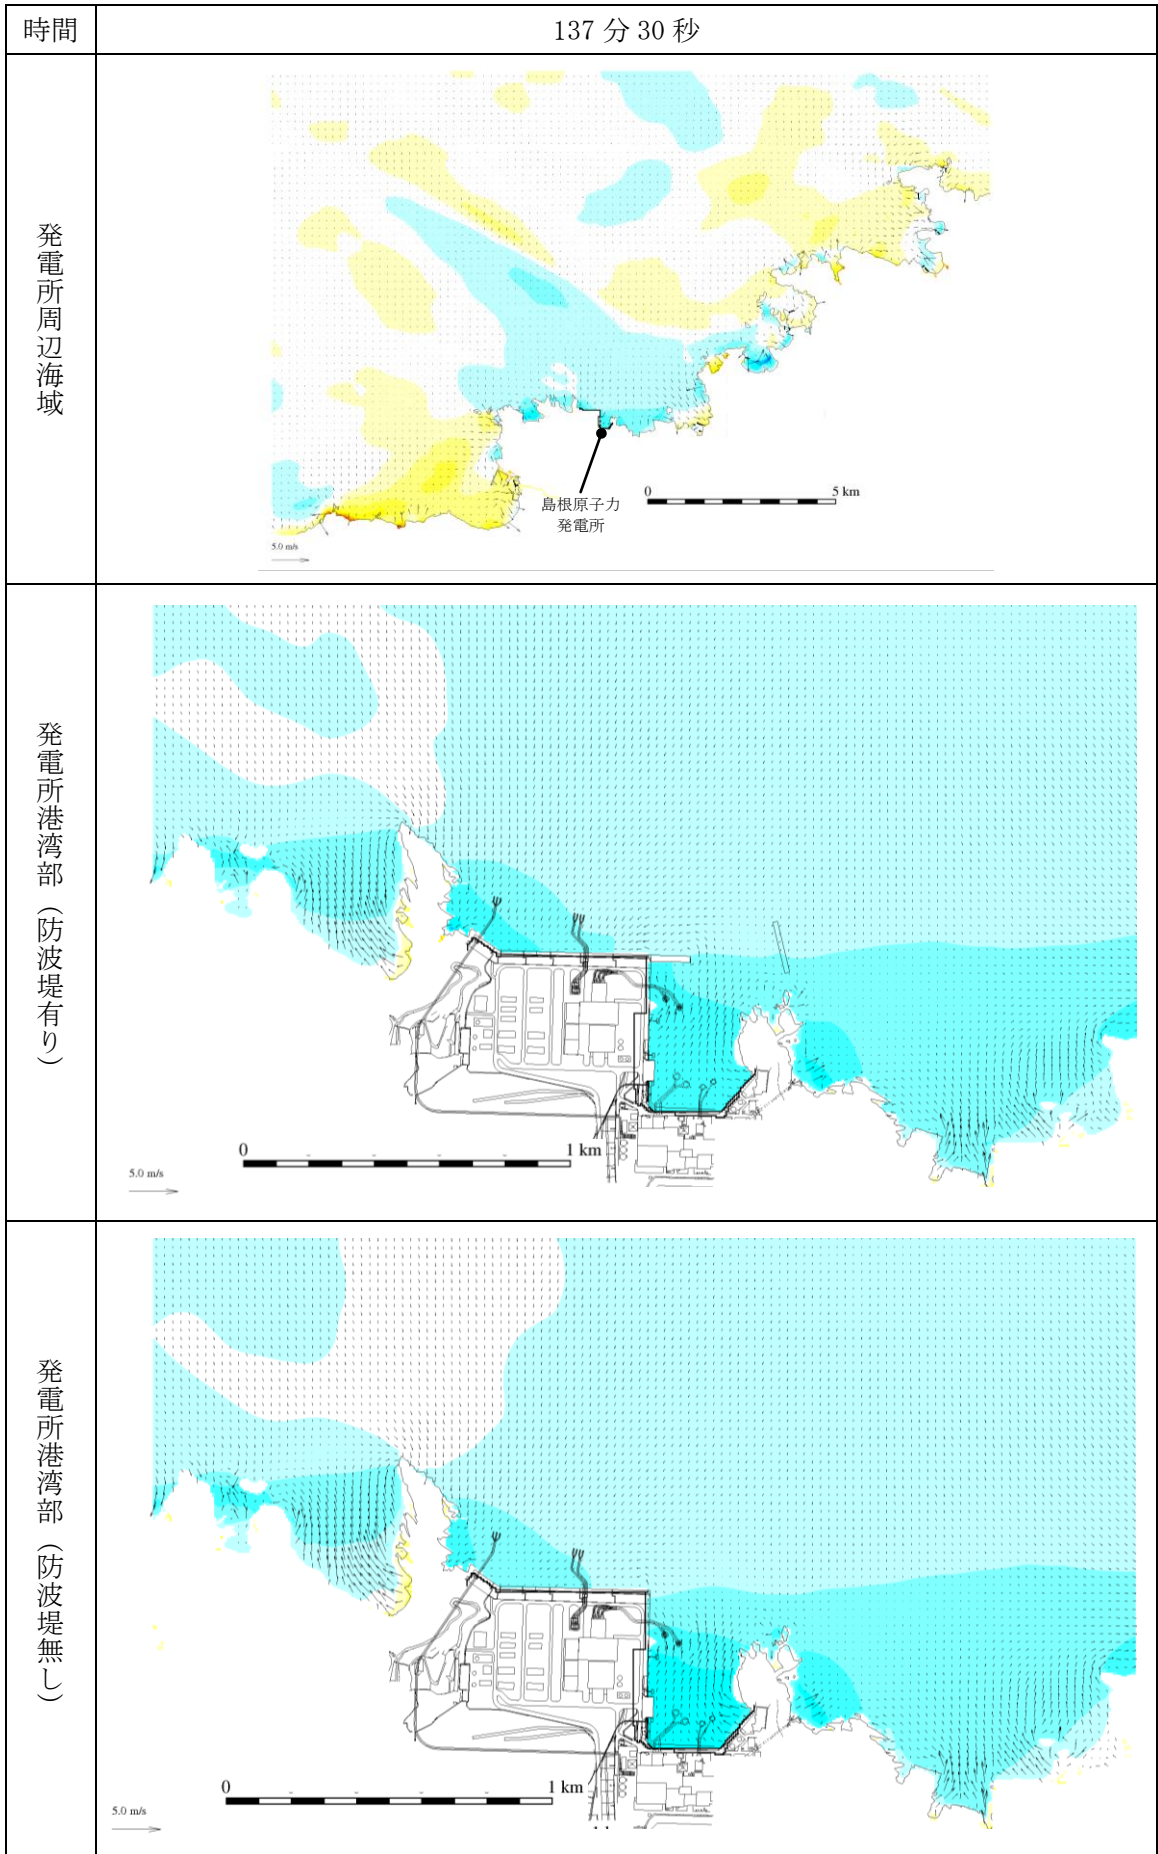 時間
137 分 30 秒
発電所周辺海域
島根原子力
発電所
0
5 km
5.0 m/s
発電所港湾部（防波堤有り）
0
1 km
5.0 m/s
発電所港湾部（防波堤無し）
0
1 km
5.0 m/s